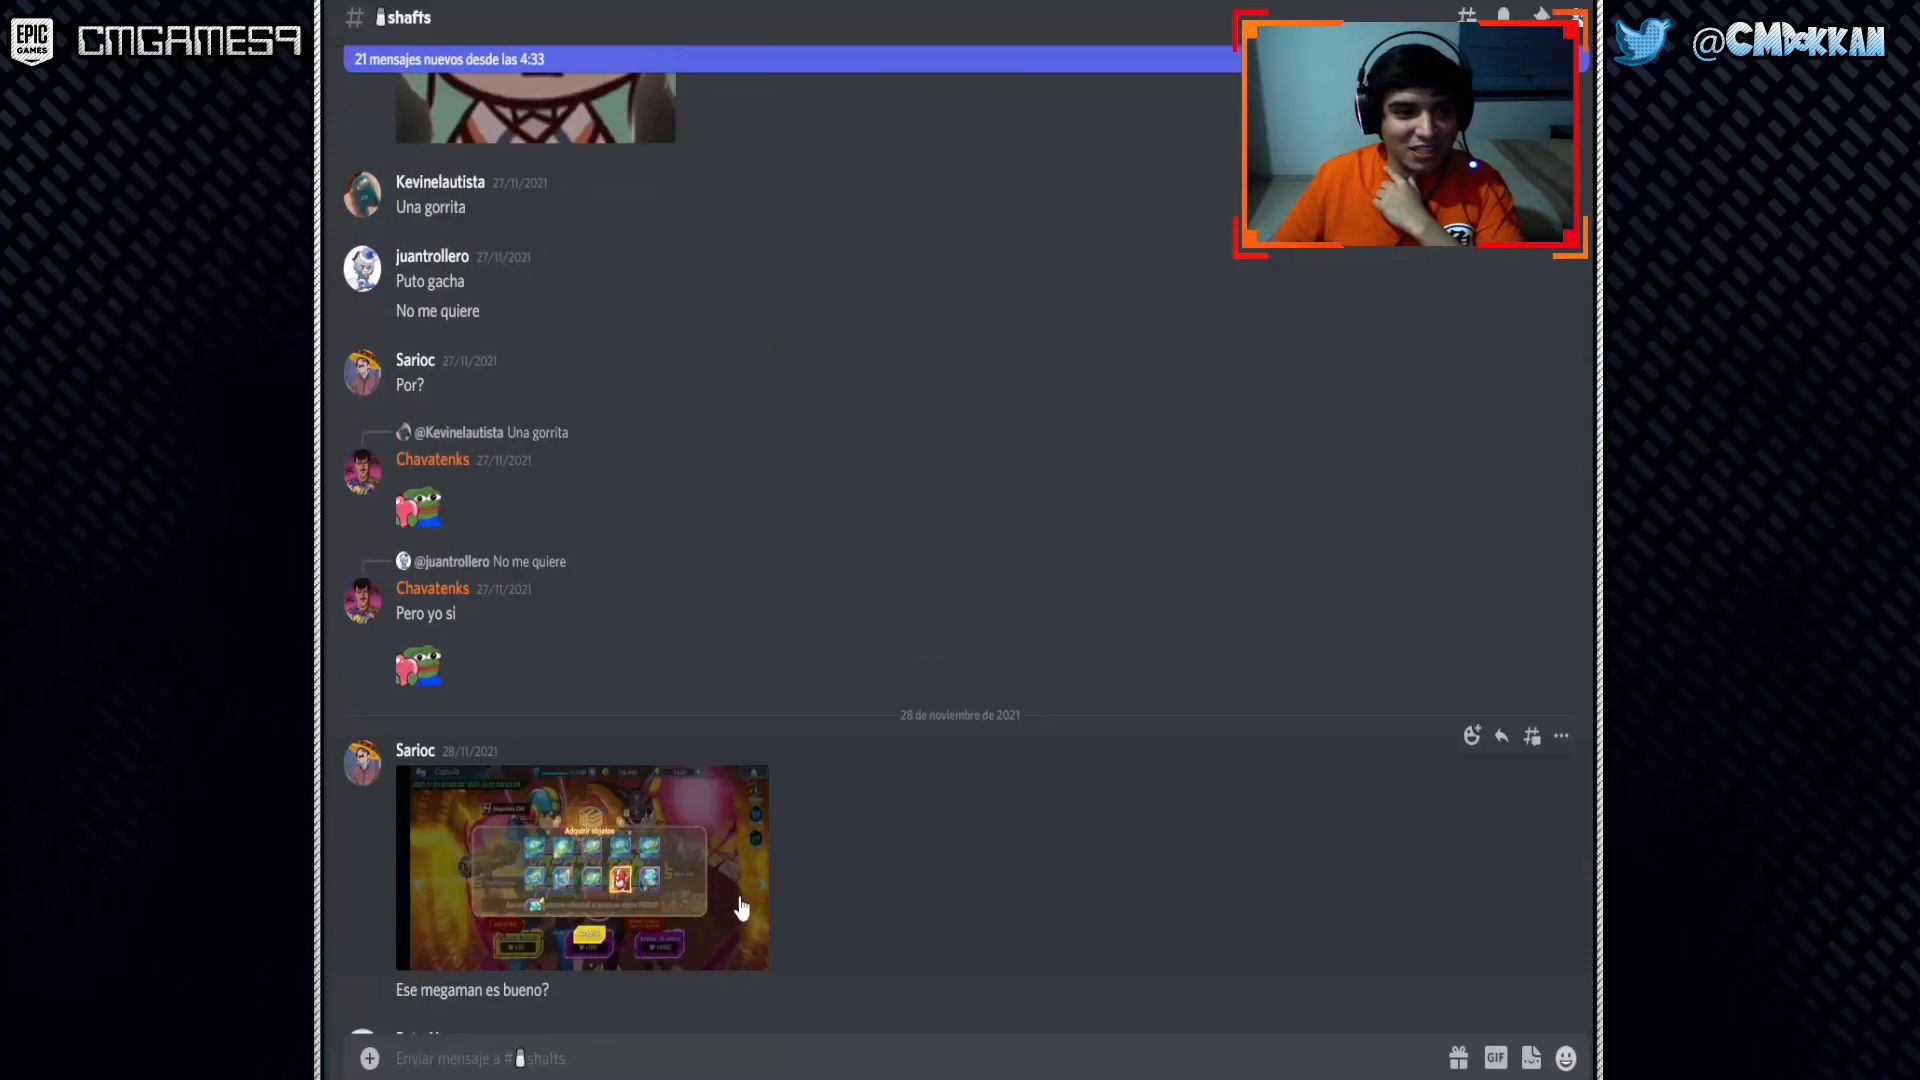 EPIC
GAMES
CMGAMES9
@CMDOKKAN
shafts
21 mensajes nuevos desde las 4:33
Kevinelautista 27/11/2021
Una gorrita
juantrollero 27/11/2021
Puto gacha
No me quiere
Sarioc 27/11/2021
Por?
@Kevinelautista Una gorrita
Chavatenks 27/11/2021
@juantrollero No me quiere
Chavatenks 27/11/2021
Pero yo si
28 de noviembre de 2021
Sarioc 28/11/2021
Adquirir objetos
Ese megaman es bueno?
Enviar mensaje a # shafts
GIF